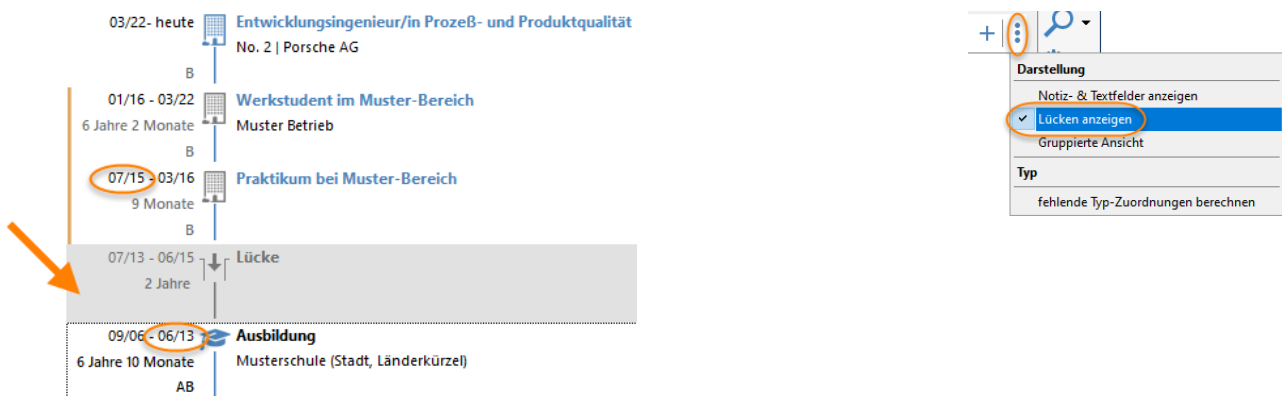 03/22- heute Entwicklungsingenieur/in Prozeß- und Produktqualität
No. 2 | Porsche AG
B
01/16 - 03/22 Werkstudent im Muster-Bereich
6 Jahre 2 Monate Muster Betrieb
B
07/15 - 03/16 Praktikum bei Muster-Bereich
9 Monate
B
07/13 - 06/15 Lücke
2 Jahre
09/06 - 06/13 Ausbildung
6 Jahre 10 Monate Musterschule (Stadt, Länderkürzel)
AB
Darstellung
Notiz- & Textfelder anzeigen
Lücken anzeigen
Gruppierte Ansicht
Typ
fehlende Typ-Zuordnungen berechnen